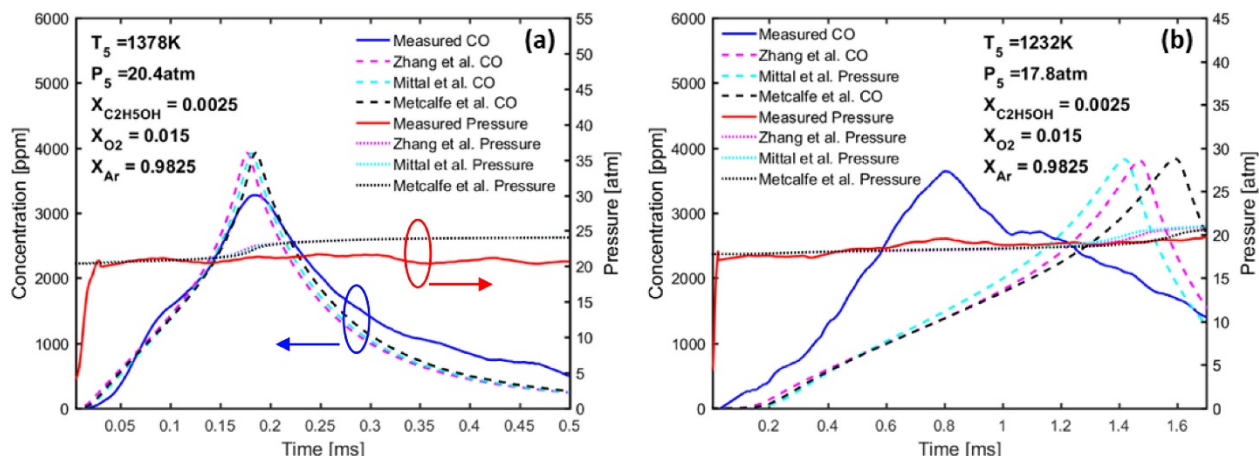 (a)
T5 =1378K
P5 =20.4atm
XC2H5OH = 0.0025
XO2 = 0.015
XAr = 0.9825
Measured CO
Zhang et al. CO
Mittal et al. CO
Metcalfe et al. CO
Measured Pressure
Zhang et al. Pressure
Mittal et al. Pressure
Metcalfe et al. Pressure
Concentration [ppm]
6000
5000
4000
3000
2000
1000
0
Pressure [atm]
55
50
45
40
35
30
25
20
15
10
5
0
0.05 0.1 0.15 0.2 0.25 0.3 0.35 0.4 0.45 0.5
Time [ms]
(b)
Measured CO
Zhang et al. CO
Mittal et al. Pressure
Metcalfe et al. CO
Measured Pressure
Zhang et al. Pressure
Mittal et al. Pressure
Metcalfe et al. Pressure
T5 =1232K
P5 =17.8atm
XC2H5OH = 0.0025
XO2 = 0.015
XAr = 0.9825
Concentration [ppm]
6000
5000
4000
3000
2000
1000
0
Pressure [atm]
45
40
35
30
25
20
15
10
5
0
0.2 0.4 0.6 0.8 1.0 1.2 1.4 1.6
Time [ms]